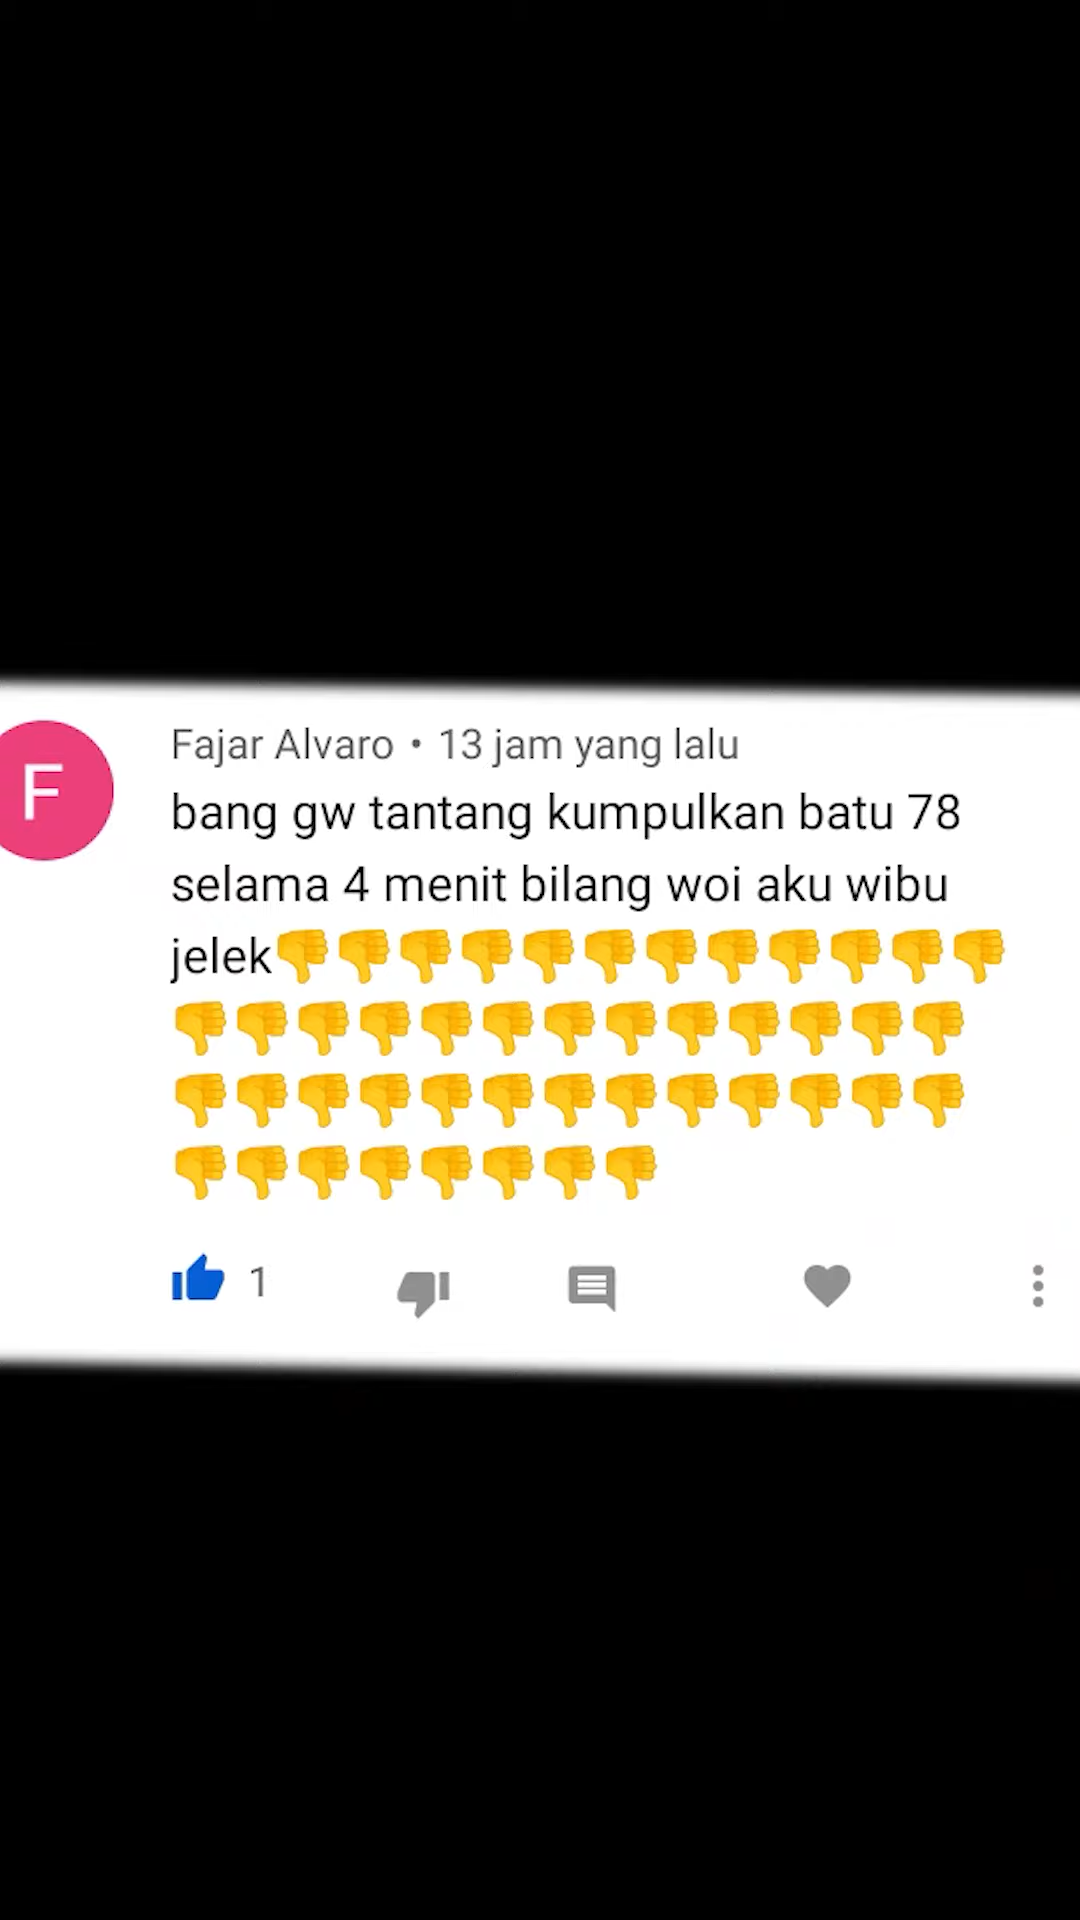 F
Fajar Alvaro • 13 jam yang lalu
bang gw tantang kumpulkan batu 78
selama 4 menit bilang woi aku wibu
jelek👎👎👎👎👎👎👎👎👎👎👎👎
👎👎👎👎👎👎👎👎👎👎👎👎👎
👎👎👎👎👎👎👎👎👎👎👎👎👎
👎👎👎👎👎👎👎👎
1